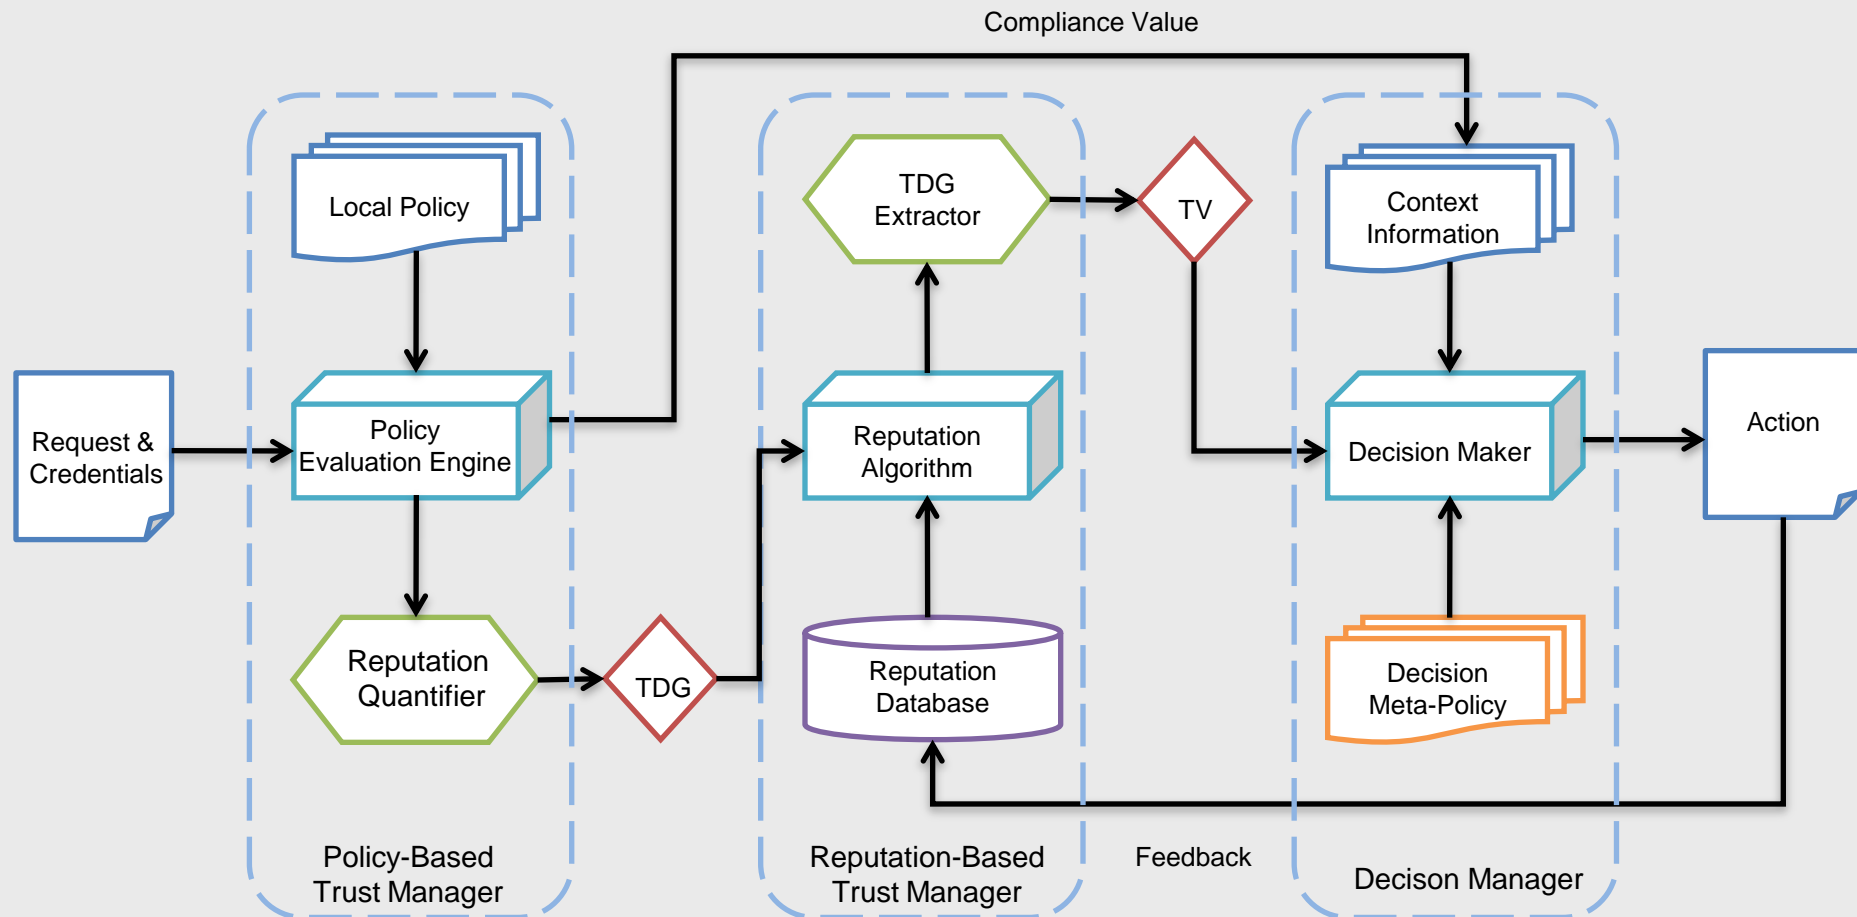 Compliance Value
Local Policy
TDG
Extractor
TV
Context
Information
Request &
Credentials
Policy
Evaluation Engine
Reputation
Algorithm
Decision Maker
Action
Reputation
Quantifier
TDG
Reputation
Database
Decision
Meta-Policy
Policy-Based
Trust Manager
Reputation-Based
Trust Manager
Feedback
Decison Manager